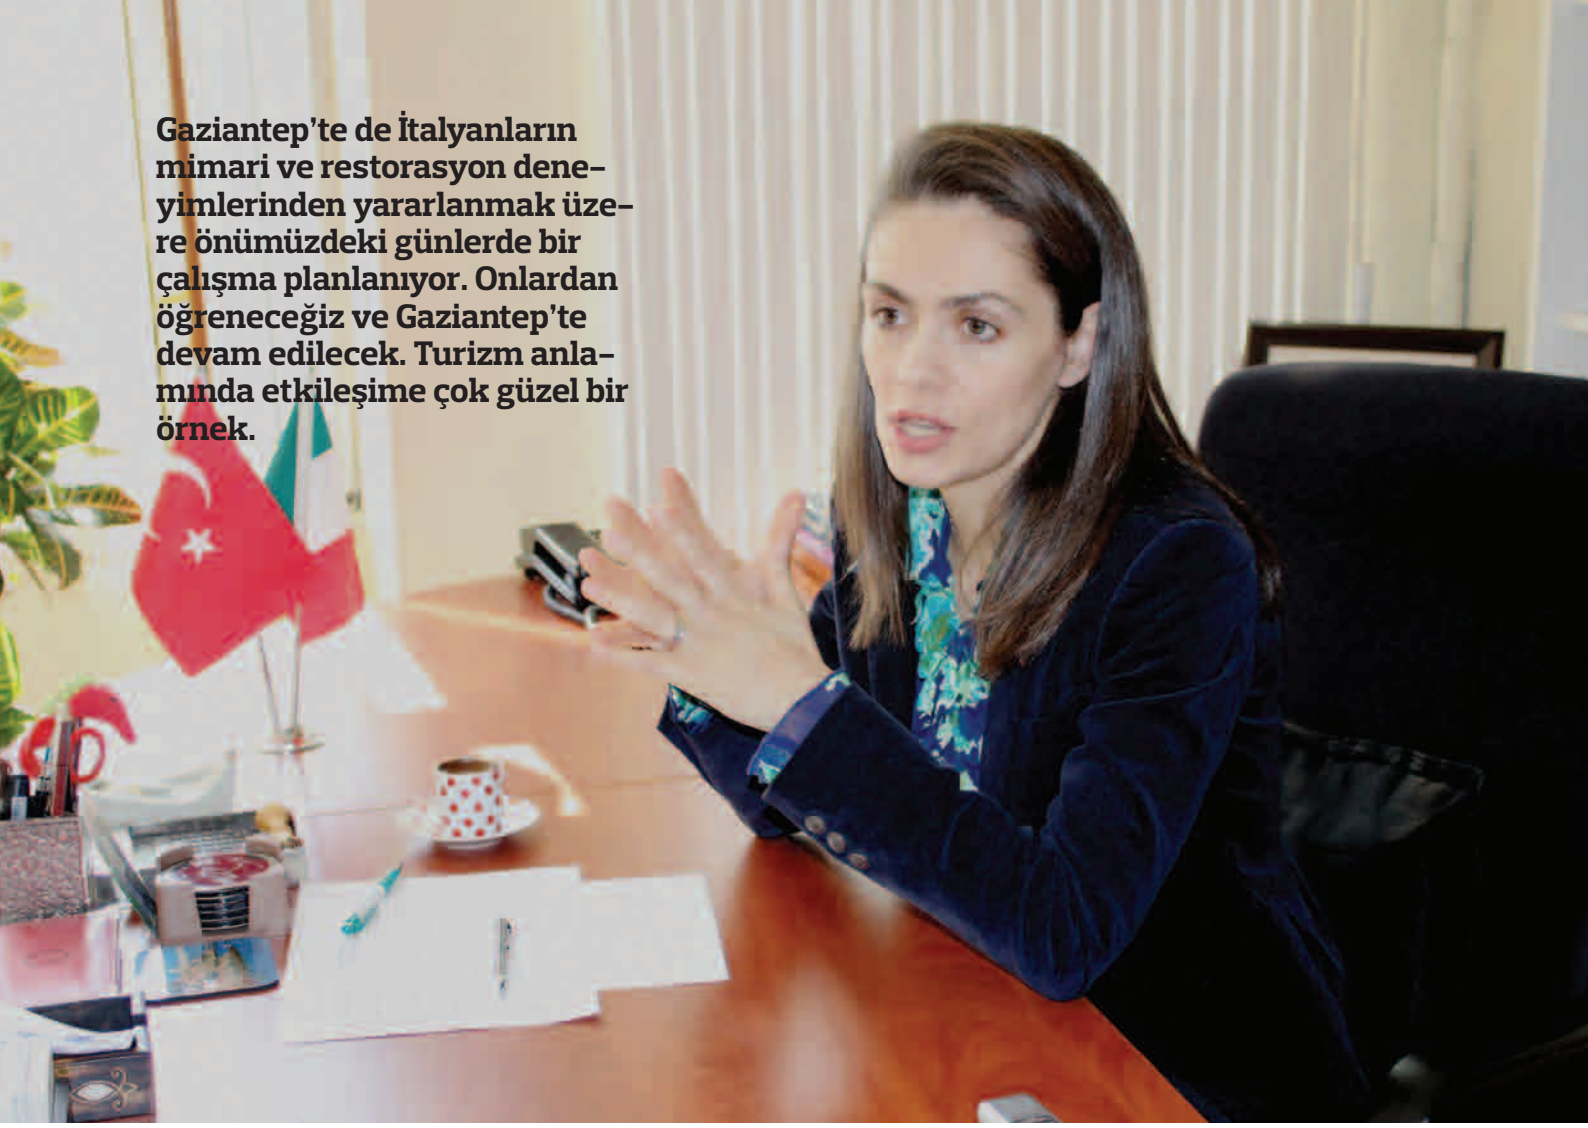 Gaziantep’te de İtalyanların
mimari ve restorasyon dene–
yimlerinden yararlanmak üze–
re önümüzdeki günlerde bir
çalışma planlanıyor. Onlardan
öğreneceğiz ve Gaziantep’te
devam edilecek. Turizm anla–
mında etkileşime çok güzel bir
örnek.